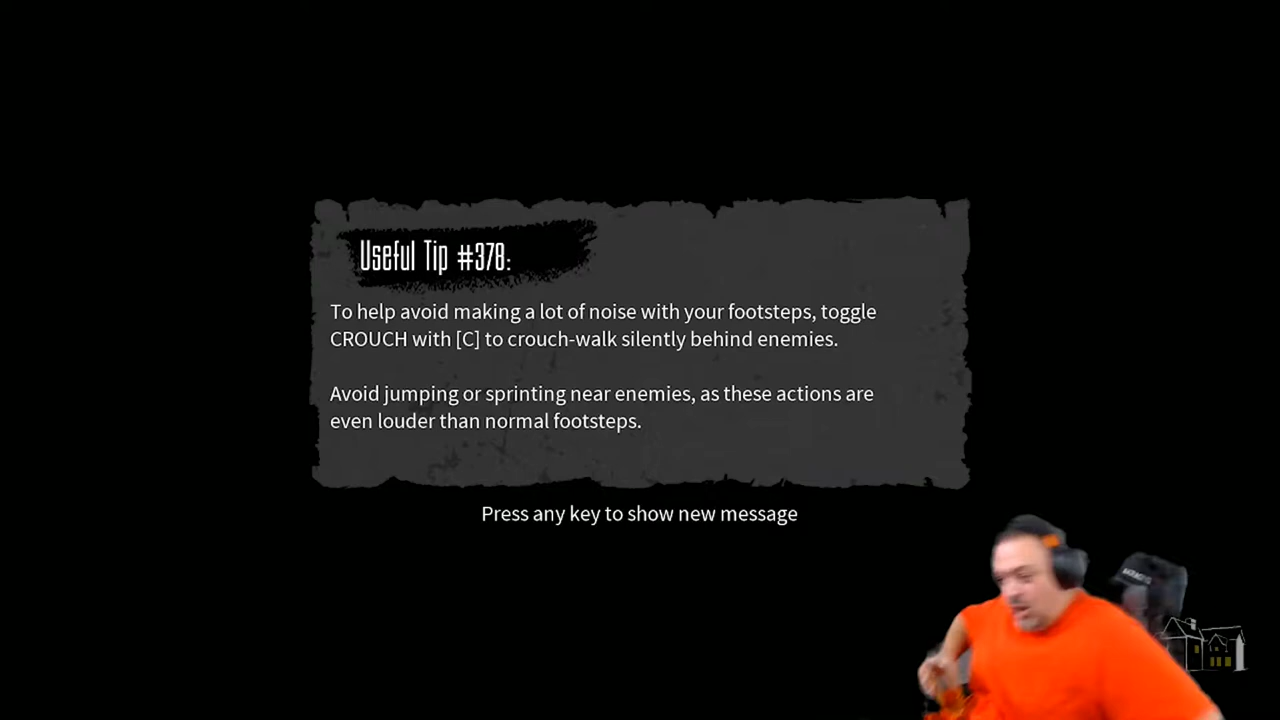 Useful Tip #378:
To help avoid making a lot of noise with your footsteps, toggle
CROUCH with [C] to crouch-walk silently behind enemies.
Avoid jumping or sprinting near enemies, as these actions are
even louder than normal footsteps.
Press any key to show new message